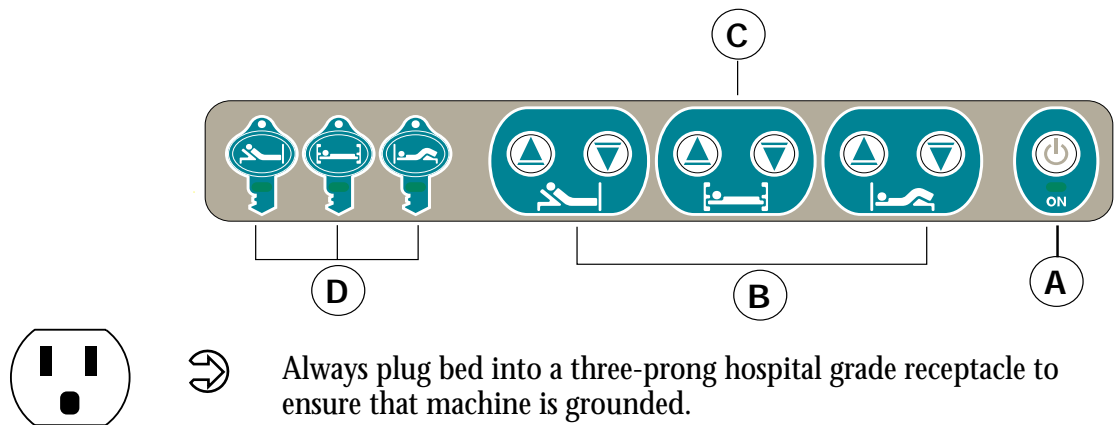 C
ON
D
B
A
Always plug bed into a three-prong hospital grade receptacle to
ensure that machine is grounded.